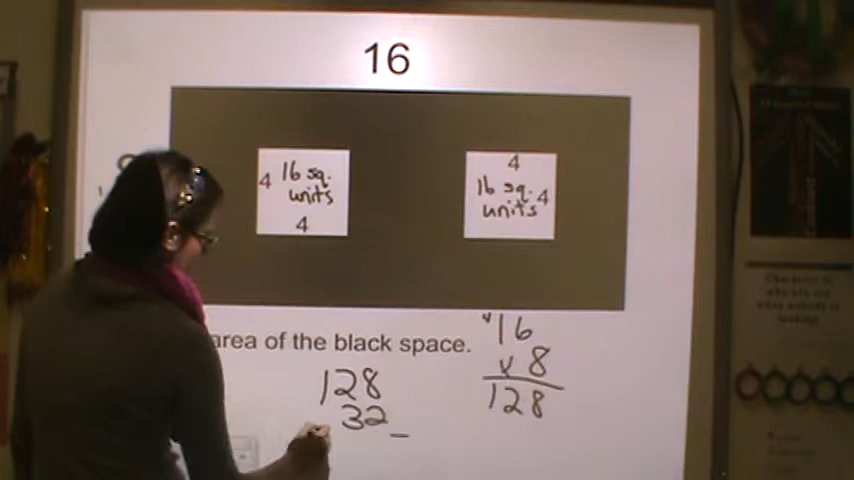 16
4 16 sq.
units
4
4
16 sq. 4
units
area of the black space.
4
16
x 8
128
128
32